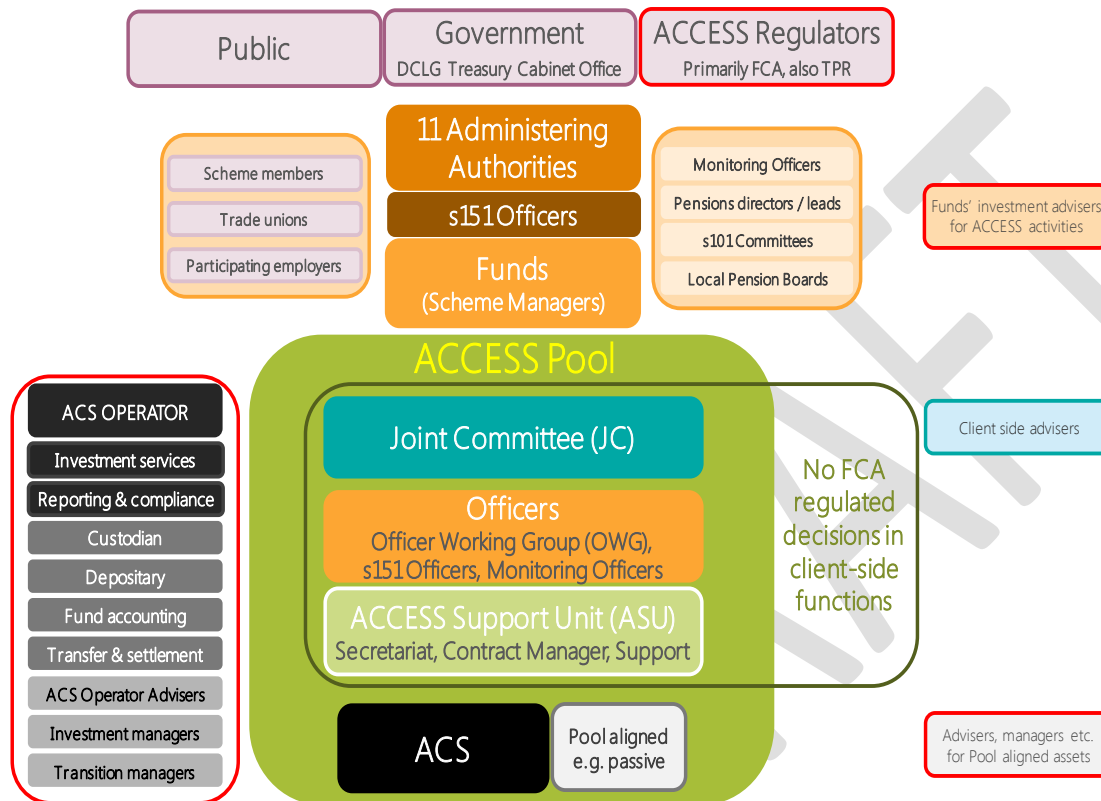 Public
Government
DCLG Treasury Cabinet Office
ACCESS Regulators
Primarily FCA, also TPR
11 Administering
Authorities
s151 Officers
Funds
(Scheme Managers)
Scheme members
Trade unions
Participating employers
Monitoring Officers
Pensions directors / leads
s101 Committees
Local Pension Boards
Funds' investment advisers
for ACCESS activities
ACCESS Pool
Joint Committee (JC)
Officers
Officer Working Group (OWG),
s151 Officers, Monitoring Officers
ACCESS Support Unit (ASU)
Secretariat, Contract Manager, Support
No FCA
regulated
decisions in
client-side
functions
Client side advisers
ACS OPERATOR
Investment services
Reporting & compliance
Custodian
Depositary
Fund accounting
Transfer & settlement
ACS Operator Advisers
Investment managers
Transition managers
ACS
Pool aligned
e.g. passive
Advisers, managers etc.
for Pool aligned assets